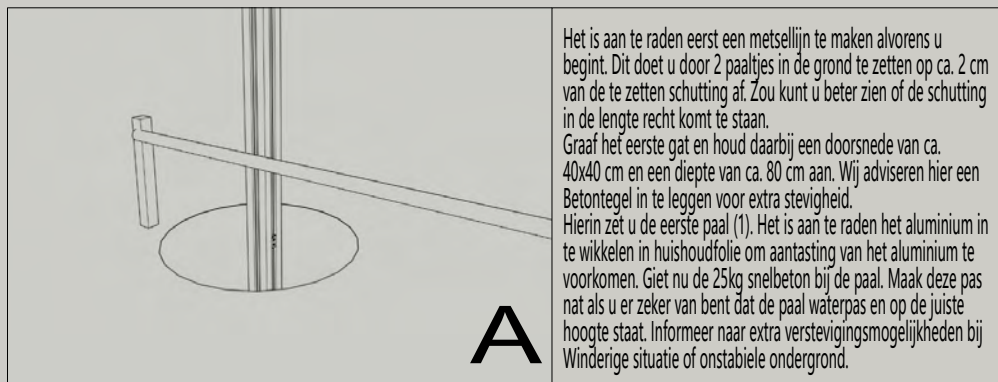 Het is aan te raden eerst een metsellijn te maken alvorens u
begint. Dit doet u door 2 paaltjes in de grond te zetten op ca. 2 cm
van de te zetten schutting af. Zou kunt u beter zien of de schutting
in de lengte recht komt te staan.
Graaf het eerste gat en houd daarbij een doorsnede van ca.
40x40 cm en een diepte van ca. 80 cm aan. Wij adviseren hier een
Betontegel in te leggen voor extra stevigheid.
Hierin zet u de eerste paal (1). Het is aan te raden het aluminium in
te wikkelen in huishoudfolie om aantasting van het aluminium te
voorkomen. Giet nu de 25kg snelbeton bij de paal. Maak deze pas
nat als u er zeker van bent dat de paal waterpas en op de juiste
hoogte staat. Informeer naar extra verstevigingsmogelijkheden bij
Winderige situatie of onstabiele ondergrond.
A